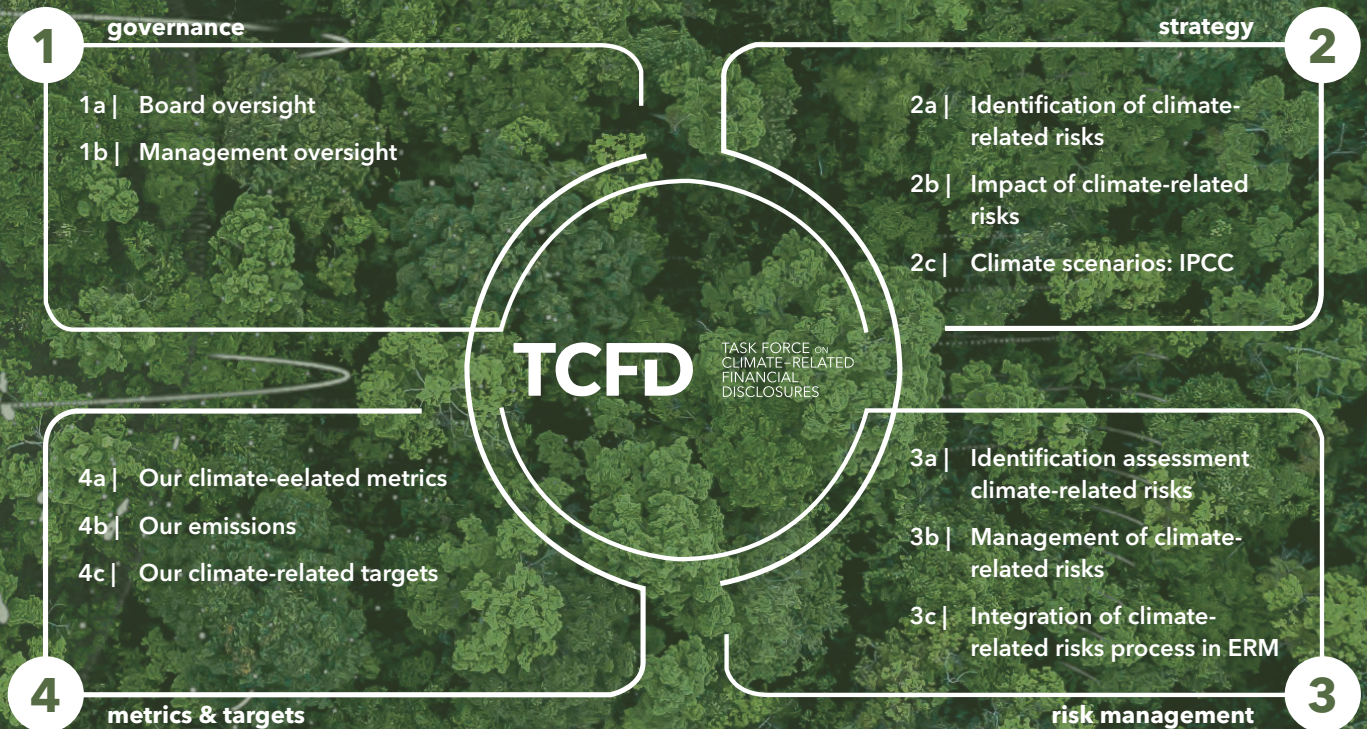 1
governance
1a | Board oversight
1b | Management oversight
strategy
2
2a | Identification of climate-
related risks
2b | Impact of climate-related
risks
2c | Climate scenarios: IPCC
TCFD
TASK FORCE ON
CLIMATE-RELATED
FINANCIAL
DISCLOSURES
4a | Our climate-eelated metrics
4b | Our emissions
4c | Our climate-related targets
4
metrics & targets
3a | Identification assessment
climate-related risks
3b | Management of climate-
related risks
3c | Integration of climate-
related risks process in ERM
risk management
3